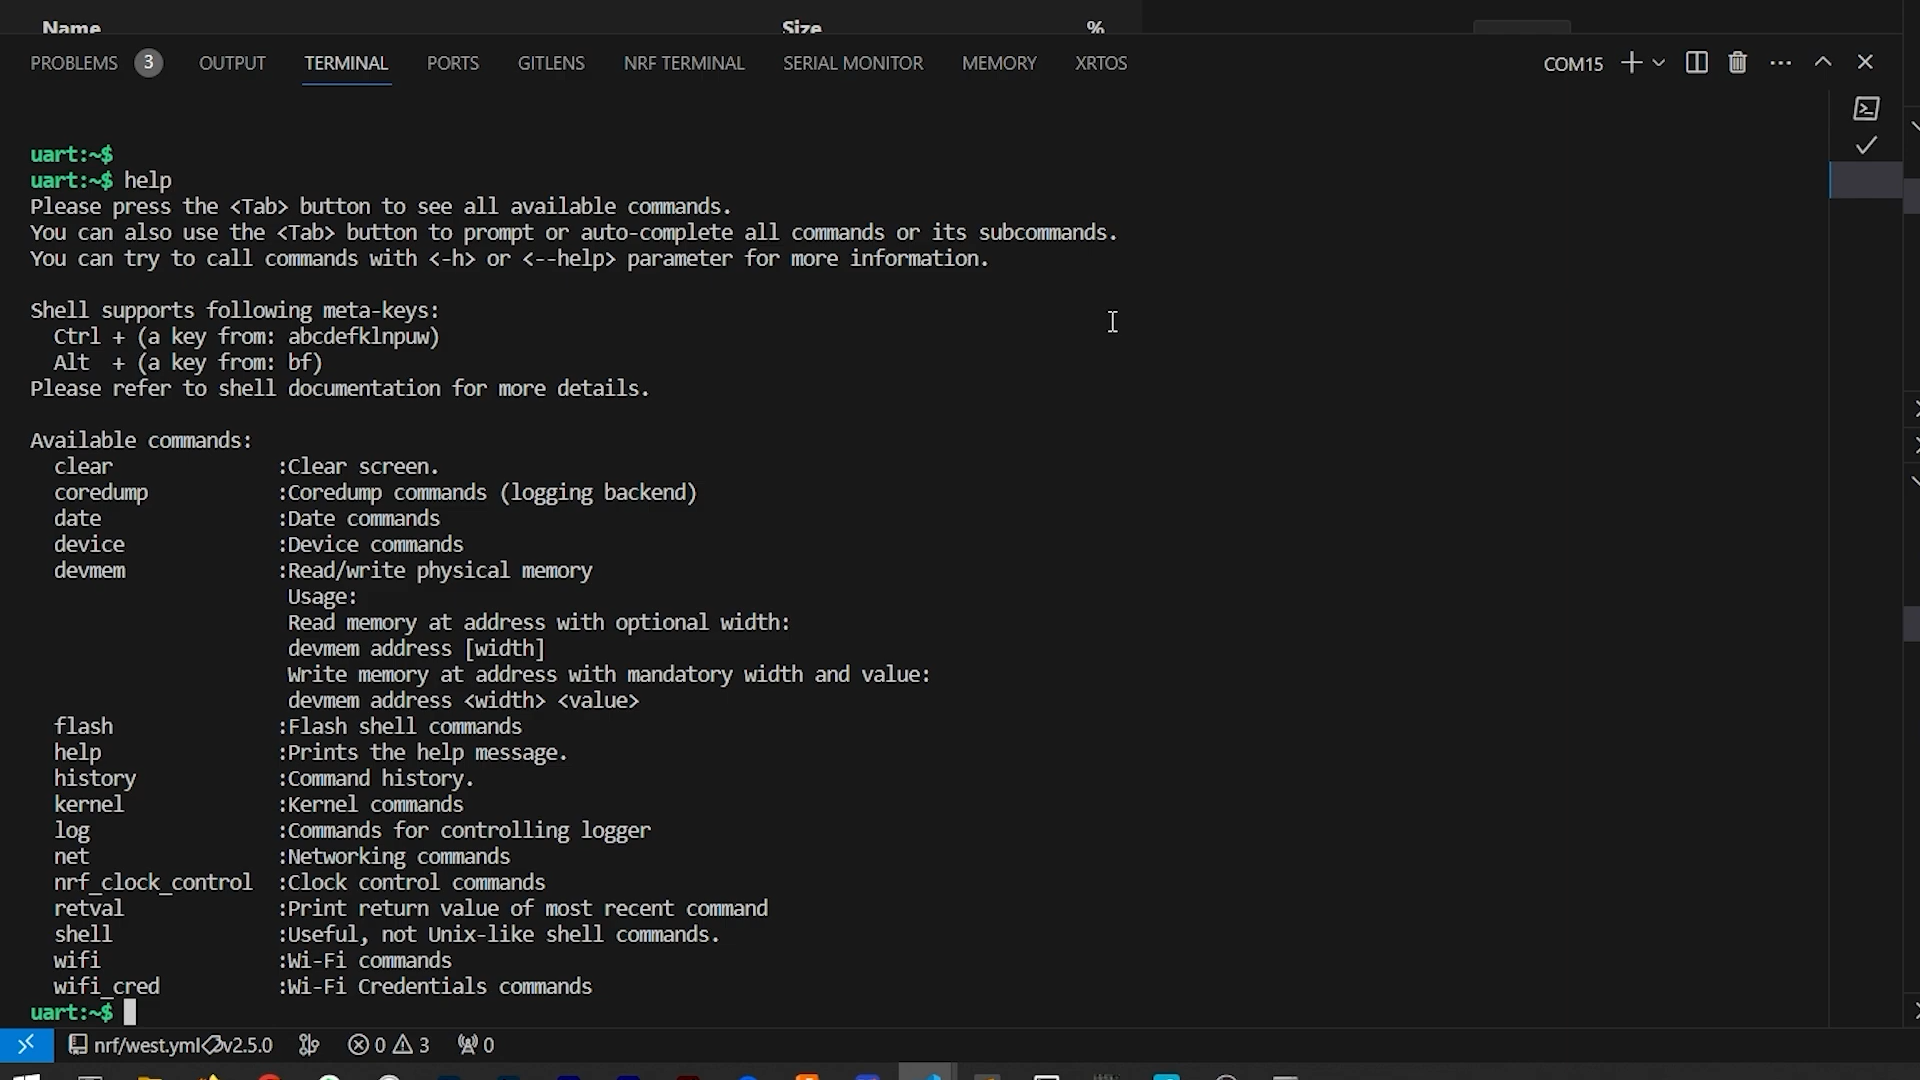 Name Size %
PROBLEMS 3 OUTPUT TERMINAL PORTS GITLENS NRF TERMINAL SERIAL MONITOR MEMORY XRTOS COM15
uart:~$
uart:~$ help
Please press the <Tab> button to see all available commands.
You can also use the <Tab> button to prompt or auto-complete all commands or its subcommands.
You can try to call commands with <-h> or <--help> parameter for more information.
Shell supports following meta-keys:
Ctrl + (a key from: abcdefklnpuw)
Alt  + (a key from: bf)
Please refer to shell documentation for more details.
Available commands:
clear :Clear screen.
coredump :Coredump commands (logging backend)
date :Date commands
device :Device commands
devmem :Read/write physical memory
Usage:
Read memory at address with optional width:
devmem address [width]
Write memory at address with mandatory width and value:
devmem address <width> <value>
flash :Flash shell commands
help :Prints the help message.
history :Command history.
kernel :Kernel commands
log :Commands for controlling logger
net :Networking commands
nrf_clock_control :Clock control commands
retval :Print return value of most recent command
shell :Useful, not Unix-like shell commands.
wifi :Wi-Fi commands
wifi_cred :Wi-Fi Credentials commands
uart:~$
nrf/west.yml v2.5.0 0 3 0